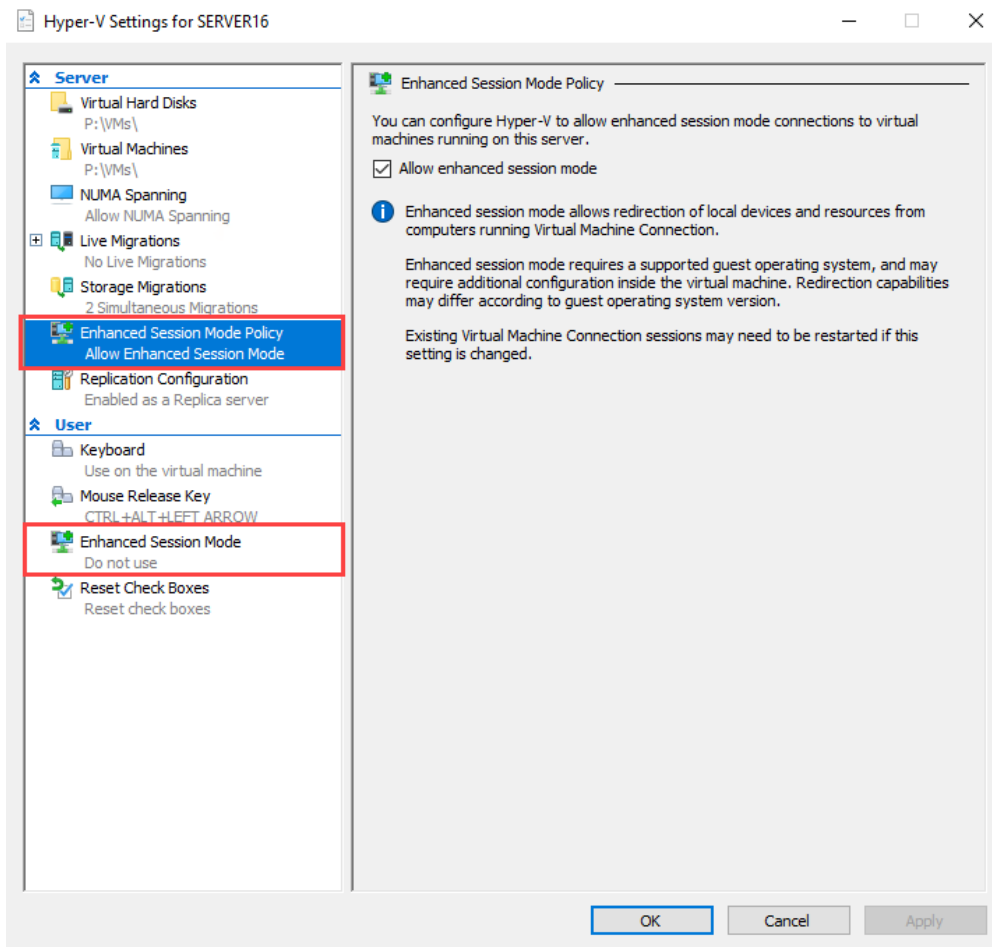 Hyper-V Settings for SERVER16
Server
Virtual Hard Disks
P:\VMs\
Virtual Machines
P:\VMs\
NUMA Spanning
Allow NUMA Spanning
Live Migrations
No Live Migrations
Storage Migrations
2 Simultaneous Migrations
Enhanced Session Mode Policy
Allow Enhanced Session Mode
Replication Configuration
Enabled as a Replica server
User
Keyboard
Use on the virtual machine
Mouse Release Key
CTRL+ALT+LEFT ARROW
Enhanced Session Mode
Do not use
Reset Check Boxes
Reset check boxes
Enhanced Session Mode Policy
You can configure Hyper-V to allow enhanced session mode connections to virtual
machines running on this server.
Allow enhanced session mode
Enhanced session mode allows redirection of local devices and resources from
computers running Virtual Machine Connection.
Enhanced session mode requires a supported guest operating system, and may
require additional configuration inside the virtual machine. Redirection capabilities
may differ according to guest operating system version.
Existing Virtual Machine Connection sessions may need to be restarted if this
setting is changed.
OK
Cancel
Apply